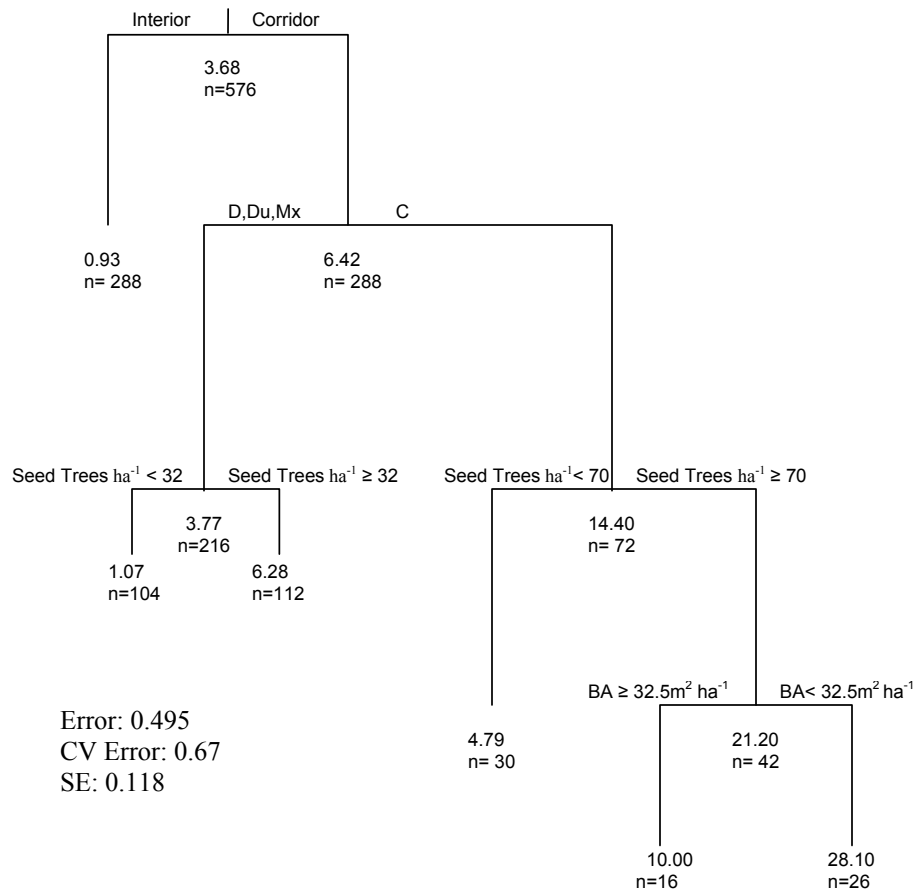 Interior Corridor
3.68
n=576
D,Du,Mx C
0.93
n= 288
6.42
n= 288
Seed Trees ha⁻¹ < 32 Seed Trees ha⁻¹ ≥ 32 Seed Trees ha⁻¹ < 70 Seed Trees ha⁻¹ ≥ 70
3.77
n=216
14.40
n= 72
1.07
n=104
6.28
n=112
BA ≥ 32.5m² ha⁻¹ BA< 32.5m² ha⁻¹
Error: 0.495
CV Error: 0.67
SE: 0.118
4.79
n= 30
21.20
n= 42
10.00
n=16
28.10
n=26